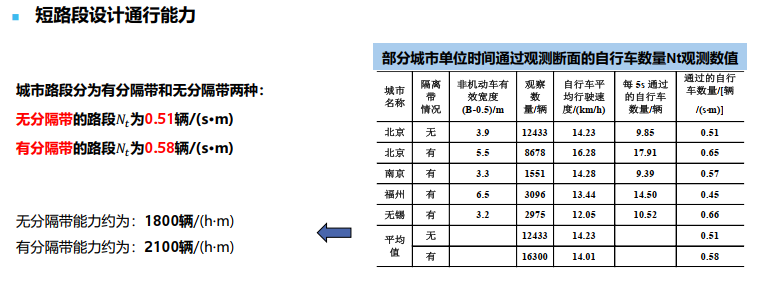 短路段设计通行能力
城市路段分为有分隔带和无分隔带两种：
无分隔带的路段Nt为0.51辆/(s•m)
有分隔带的路段Nt为0.58辆/(s•m)
无分隔带能力约为：1800辆/(h·m)
有分隔带能力约为：2100辆/(h·m)
部分城市单位时间通过观测断面的自行车数量Nt观测数值
城市名称 隔离带情况 非机动车有效宽度(B-0.5)/m 观察数量/辆 自行车平均行驶速度/(km/h) 每 5s 通过的自行车数量/辆 通过的自行车数量/[辆/(s·m)]
北京 无 3.9 12433 14.23 9.85 0.51
北京 有 5.5 8678 16.28 17.91 0.65
南京 有 3.3 1551 14.28 9.39 0.57
福州 有 6.5 3096 13.44 14.50 0.45
无锡 有 3.2 2975 12.05 10.52 0.66
平均值 无 12433 14.23 0.51
有 16300 14.01 0.58